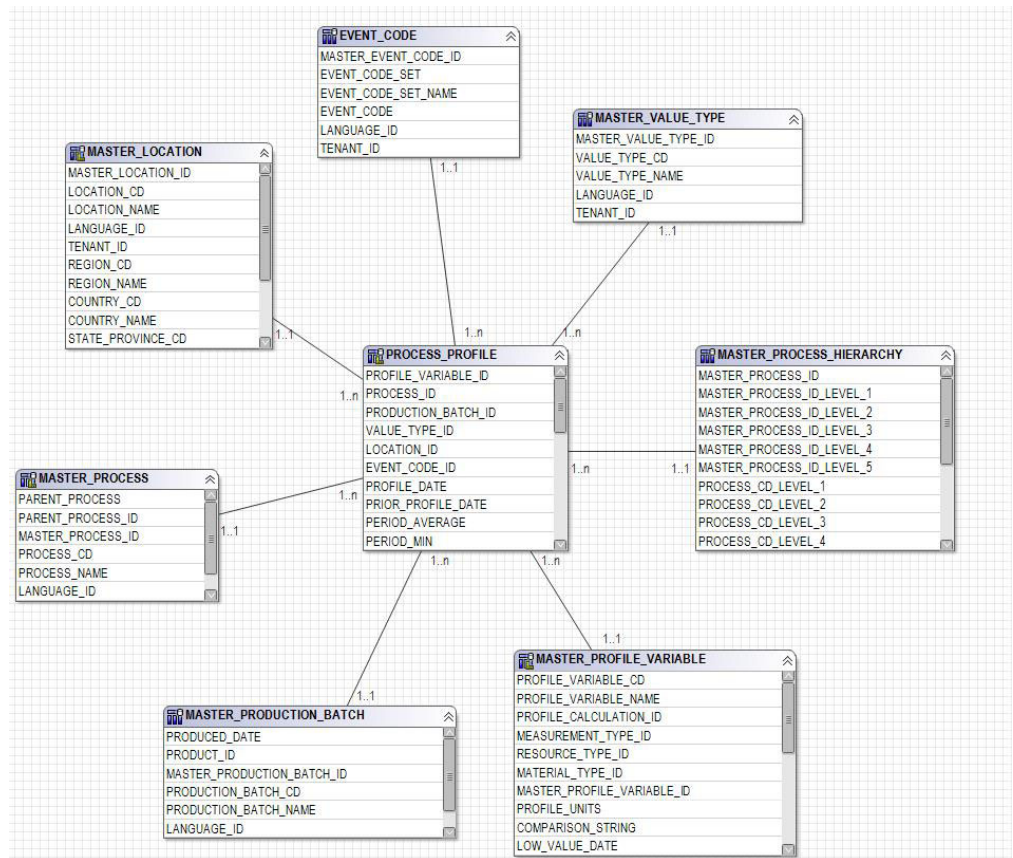 EVENT_CODE
MASTER_EVENT_CODE_ID
EVENT_CODE_SET
EVENT_CODE_SET_NAME
EVENT_CODE
LANGUAGE_ID
TENANT_ID
1..1
MASTER_VALUE_TYPE
MASTER_VALUE_TYPE_ID
VALUE_TYPE_CD
VALUE_TYPE_NAME
LANGUAGE_ID
TENANT_ID
1..1
MASTER_LOCATION
MASTER_LOCATION_ID
LOCATION_CD
LOCATION_NAME
LANGUAGE_ID
TENANT_ID
REGION_CD
REGION_NAME
COUNTRY_CD
COUNTRY_NAME
STATE_PROVINCE_CD
1..1
1..n
1..n
1..n
PROCESS_PROFILE
PROFILE_VARIABLE_ID
PROCESS_ID
PRODUCTION_BATCH_ID
VALUE_TYPE_ID
LOCATION_ID
EVENT_CODE_ID
PROFILE_DATE
PRIOR_PROFILE_DATE
PERIOD_AVERAGE
PERIOD_MIN
1..n
1..1
MASTER_PROCESS_HIERARCHY
MASTER_PROCESS_ID
MASTER_PROCESS_ID_LEVEL_1
MASTER_PROCESS_ID_LEVEL_2
MASTER_PROCESS_ID_LEVEL_3
MASTER_PROCESS_ID_LEVEL_4
MASTER_PROCESS_ID_LEVEL_5
PROCESS_CD_LEVEL_1
PROCESS_CD_LEVEL_2
PROCESS_CD_LEVEL_3
PROCESS_CD_LEVEL_4
MASTER_PROCESS
PARENT_PROCESS
PARENT_PROCESS_ID
MASTER_PROCESS_ID
PROCESS_CD
PROCESS_NAME
LANGUAGE_ID
1..n
1..1
1..n
1..n
1..1
1..1
MASTER_PRODUCTION_BATCH
PRODUCED_DATE
PRODUCT_ID
MASTER_PRODUCTION_BATCH_ID
PRODUCTION_BATCH_CD
PRODUCTION_BATCH_NAME
LANGUAGE_ID
MASTER_PROFILE_VARIABLE
PROFILE_VARIABLE_CD
PROFILE_VARIABLE_NAME
PROFILE_CALCULATION_ID
MEASUREMENT_TYPE_ID
RESOURCE_TYPE_ID
MATERIAL_TYPE_ID
MASTER_PROFILE_VARIABLE_ID
PROFILE_UNITS
COMPARISON_STRING
LOW_VALUE_DATE